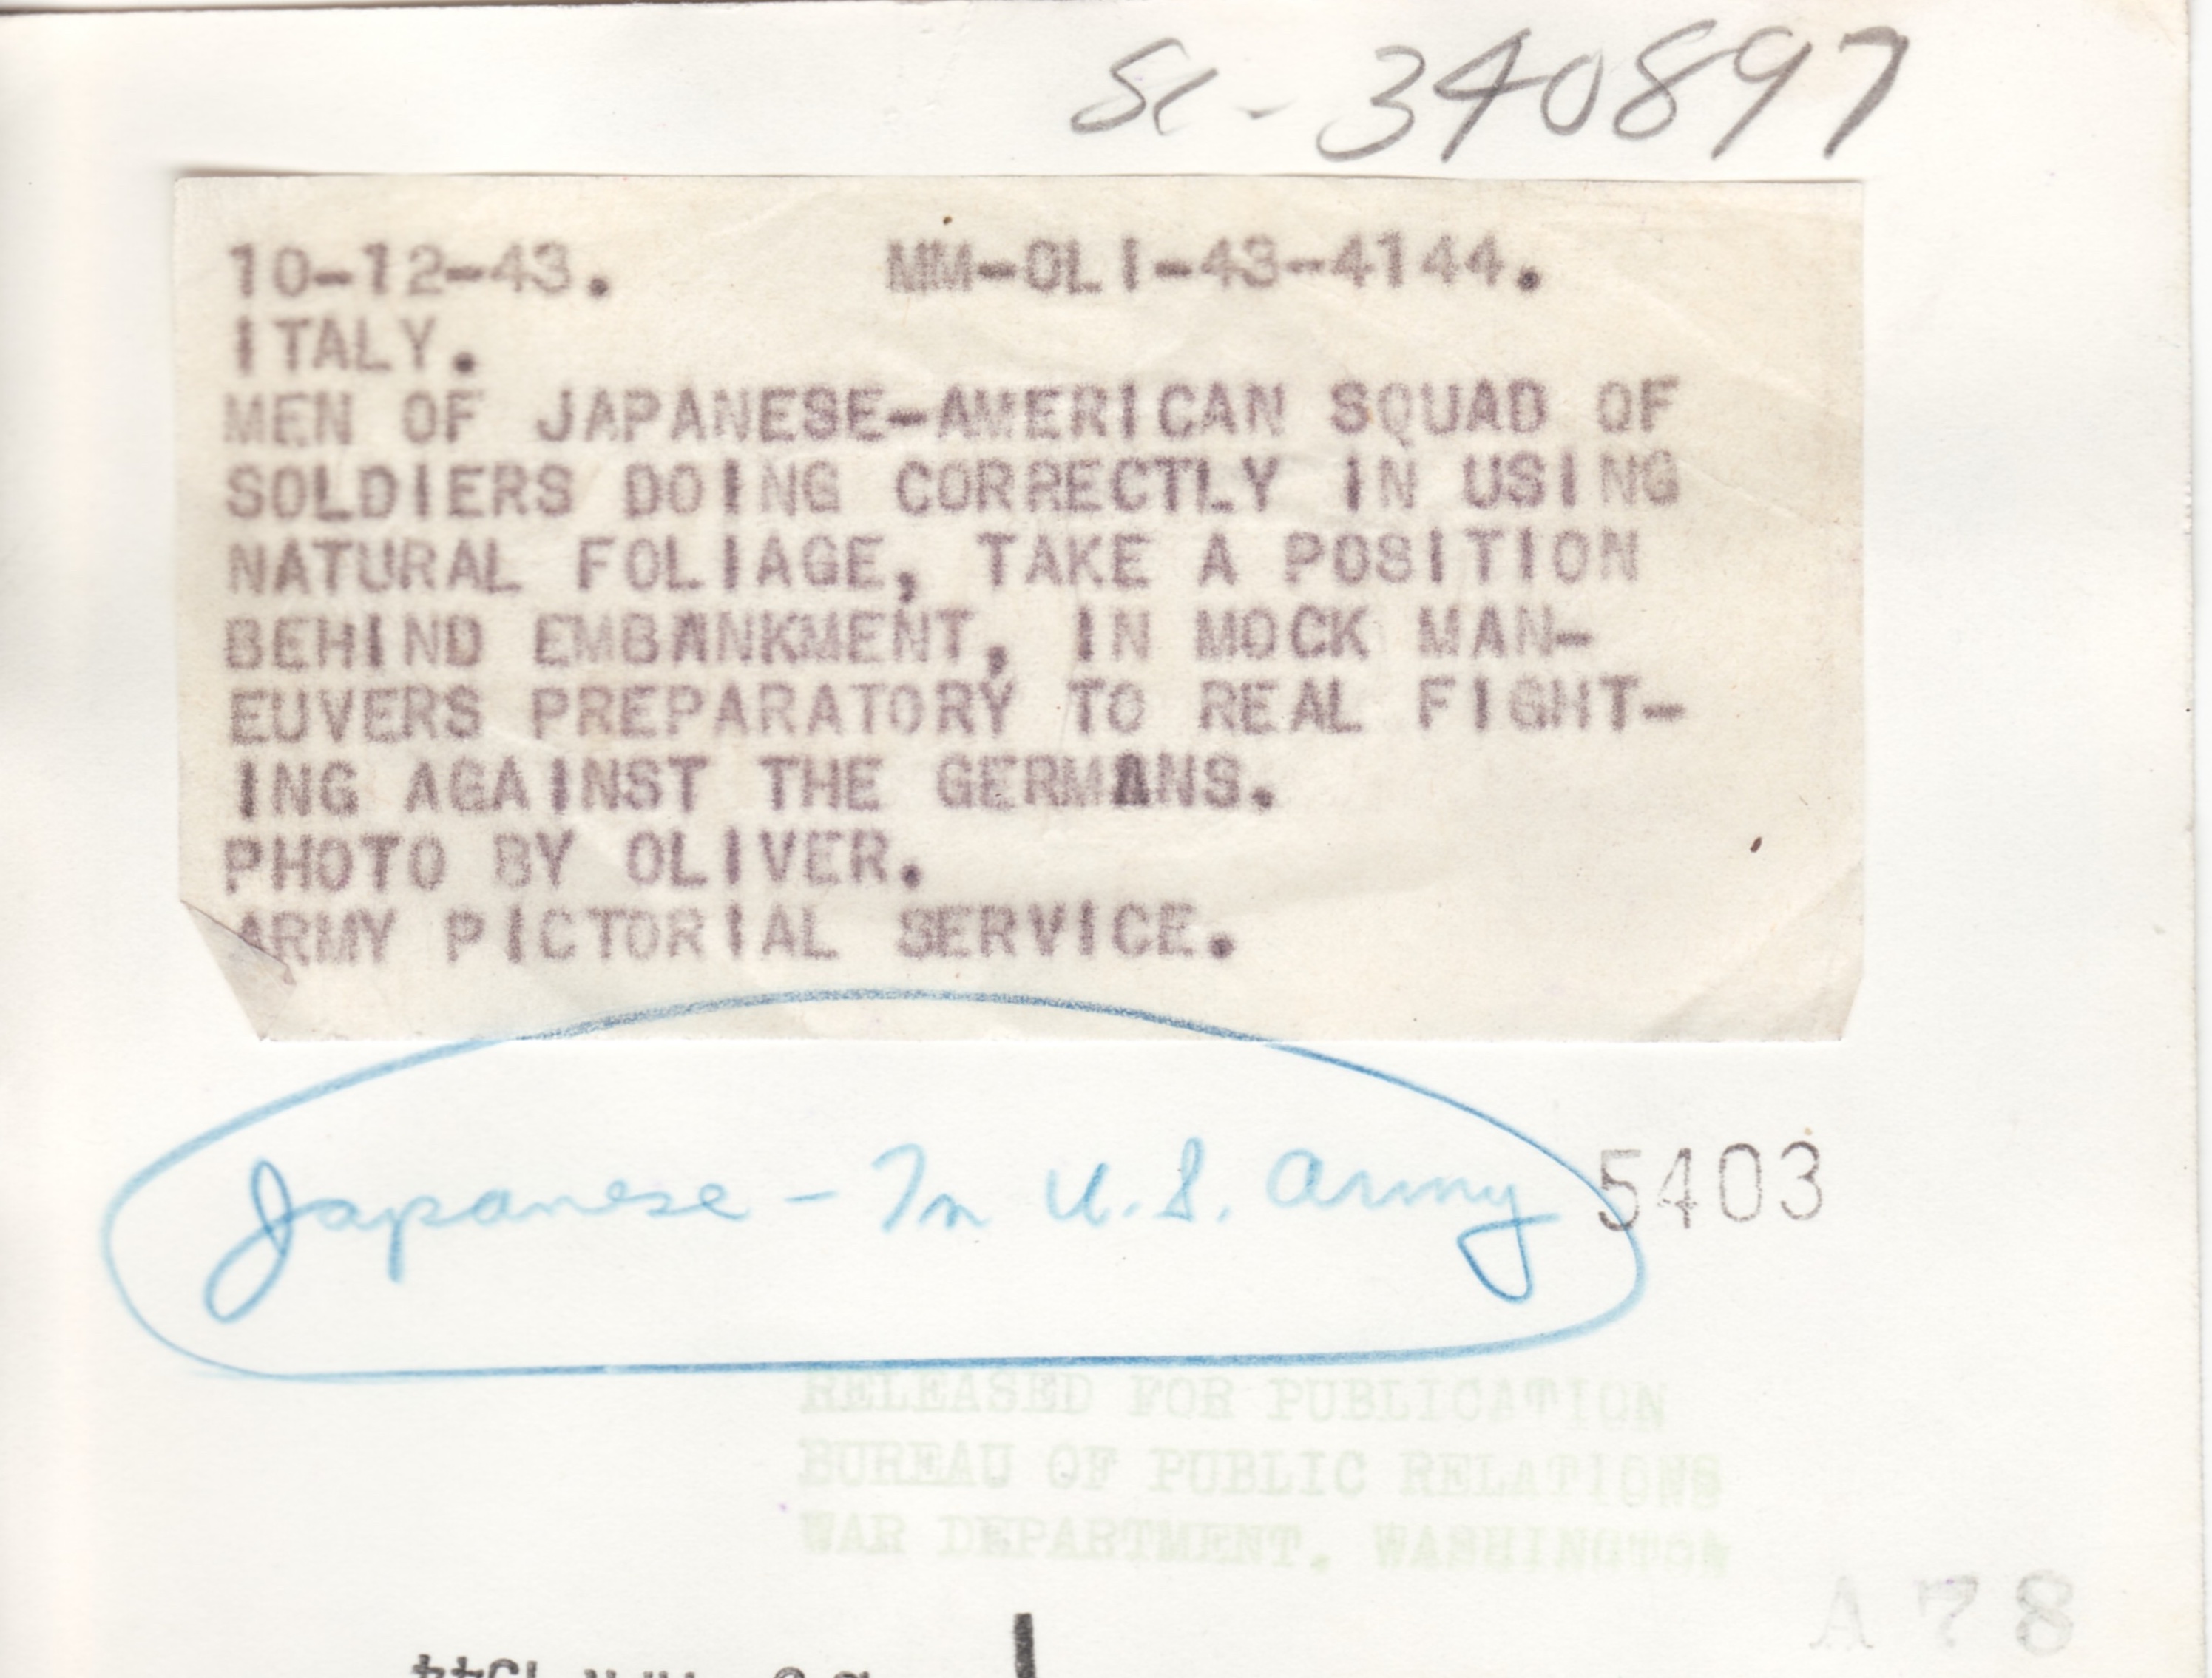 SC-340897
10-12-43. MM-OLI-43-4144.
ITALY.
MEN OF JAPANESE-AMERICAN SQUAD OF
SOLDIERS DOING CORRECTLY IN USING
NATURAL FOLIAGE, TAKE A POSITION
BEHIND EMBANKMENT, IN MOCK MAN-
EUVERS PREPARATORY TO REAL FIGHT-
ING AGAINST THE GERMANS.
PHOTO BY OLIVER.
ARMY PICTORIAL SERVICE.
Japanese - In U.S. Army
5403
RELEASED FOR PUBLICATION
BUREAU OF PUBLIC RELATIONS
WAR DEPARTMENT, WASHINGTON
A 78